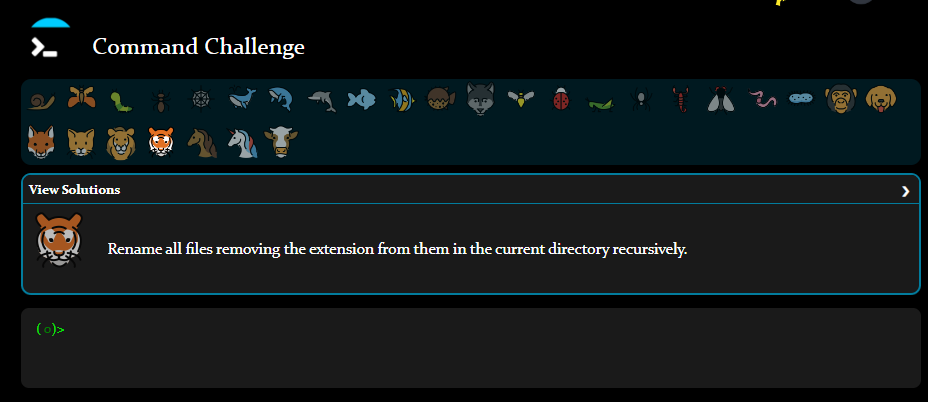 Command Challenge
View Solutions
Rename all files removing the extension from them in the current directory recursively.
(○)>